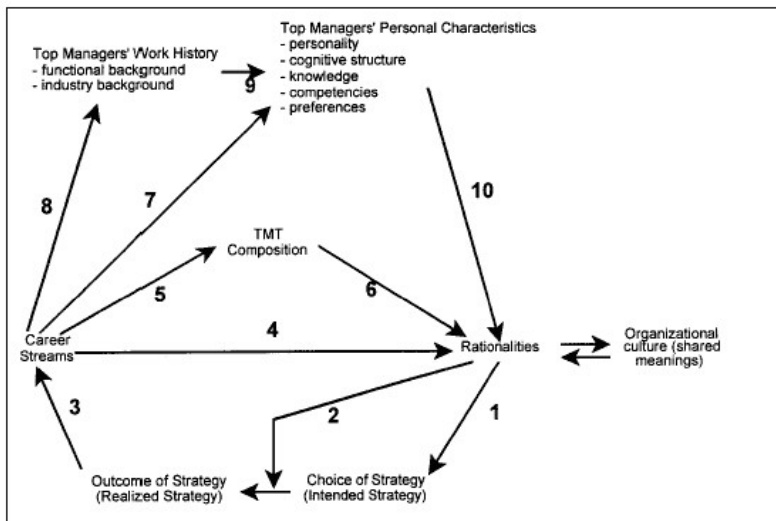 Top Managers' Personal Characteristics
- personality
- cognitive structure
- knowledge
- competencies
- preferences
Top Managers' Work History
- functional background
- industry background
9
8
7
10
TMT
Composition
5
6
4
Career
Streams
Rationalities
Organizational
culture (shared
meanings)
3
2
1
Outcome of Strategy
(Realized Strategy)
Choice of Strategy
(Intended Strategy)